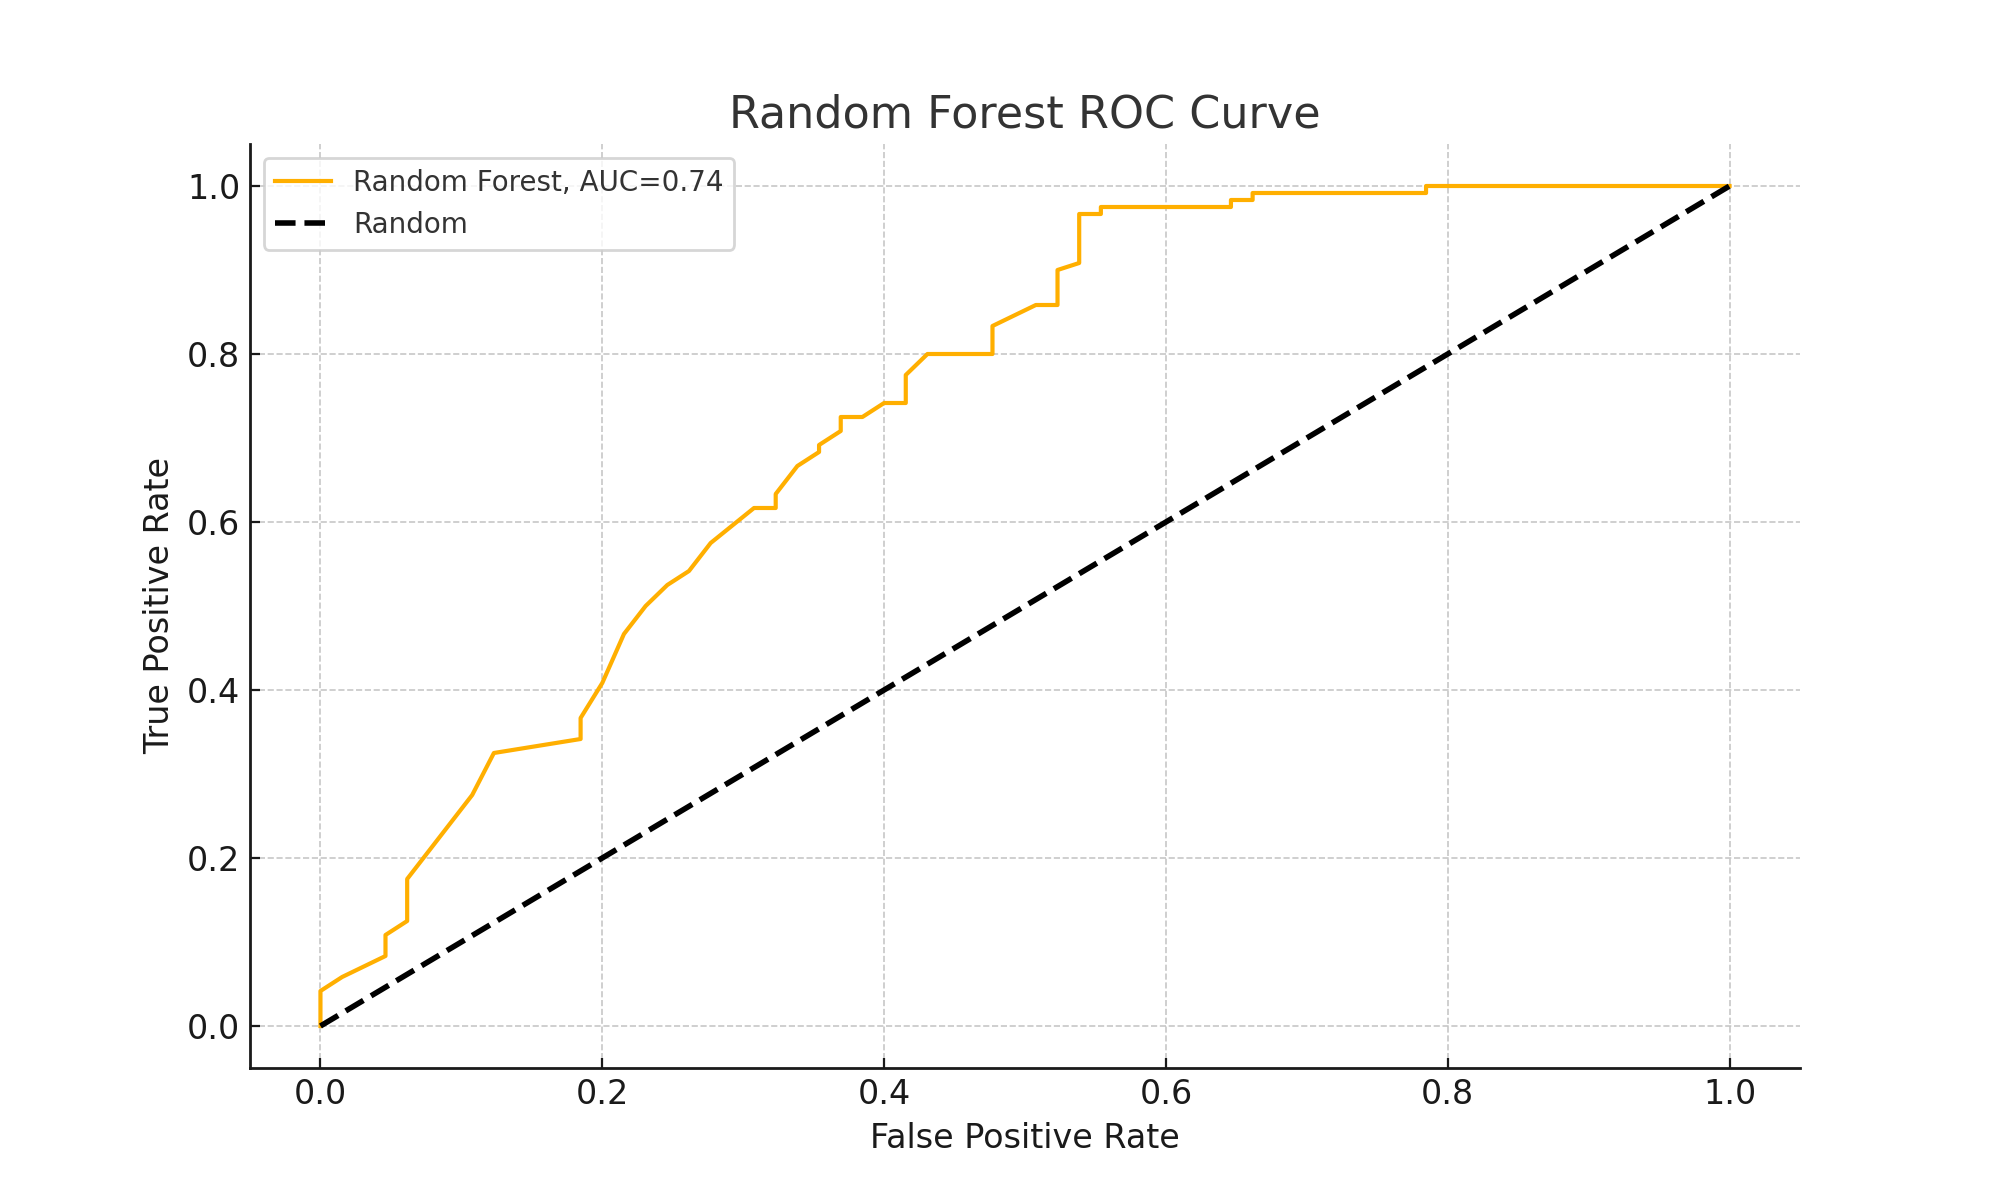 Random Forest ROC Curve
Random Forest, AUC=0.74
Random
True Positive Rate
1.0
0.8
0.6
0.4
0.2
0.0
0.0 0.2 0.4 0.6 0.8 1.0
False Positive Rate